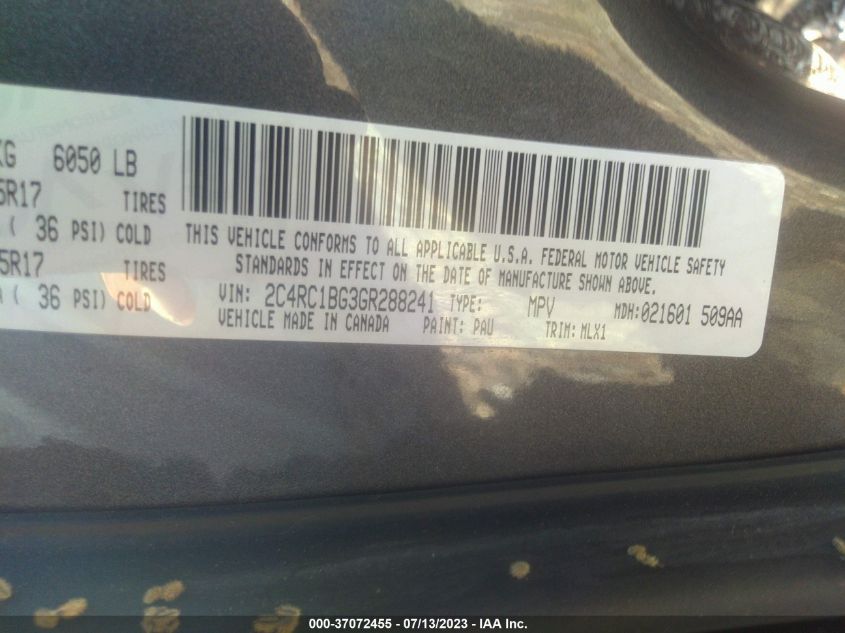 KG 6050 LB
5R17 TIRES
( 36 PSI) COLD
5R17 TIRES
A ( 36 PSI) COLD
THIS VEHICLE CONFORMS TO ALL APPLICABLE U.S.A. FEDERAL MOTOR VEHICLE SAFETY
STANDARDS IN EFFECT ON THE DATE OF MANUFACTURE SHOWN ABOVE.
VIN: 2C4RC1BG3GR288241 TYPE: MPV MDH:021601 509AA
VEHICLE MADE IN CANADA PAINT: PAU TRIM: MLX1
000-37072455 - 07/13/2023 - IAA Inc.